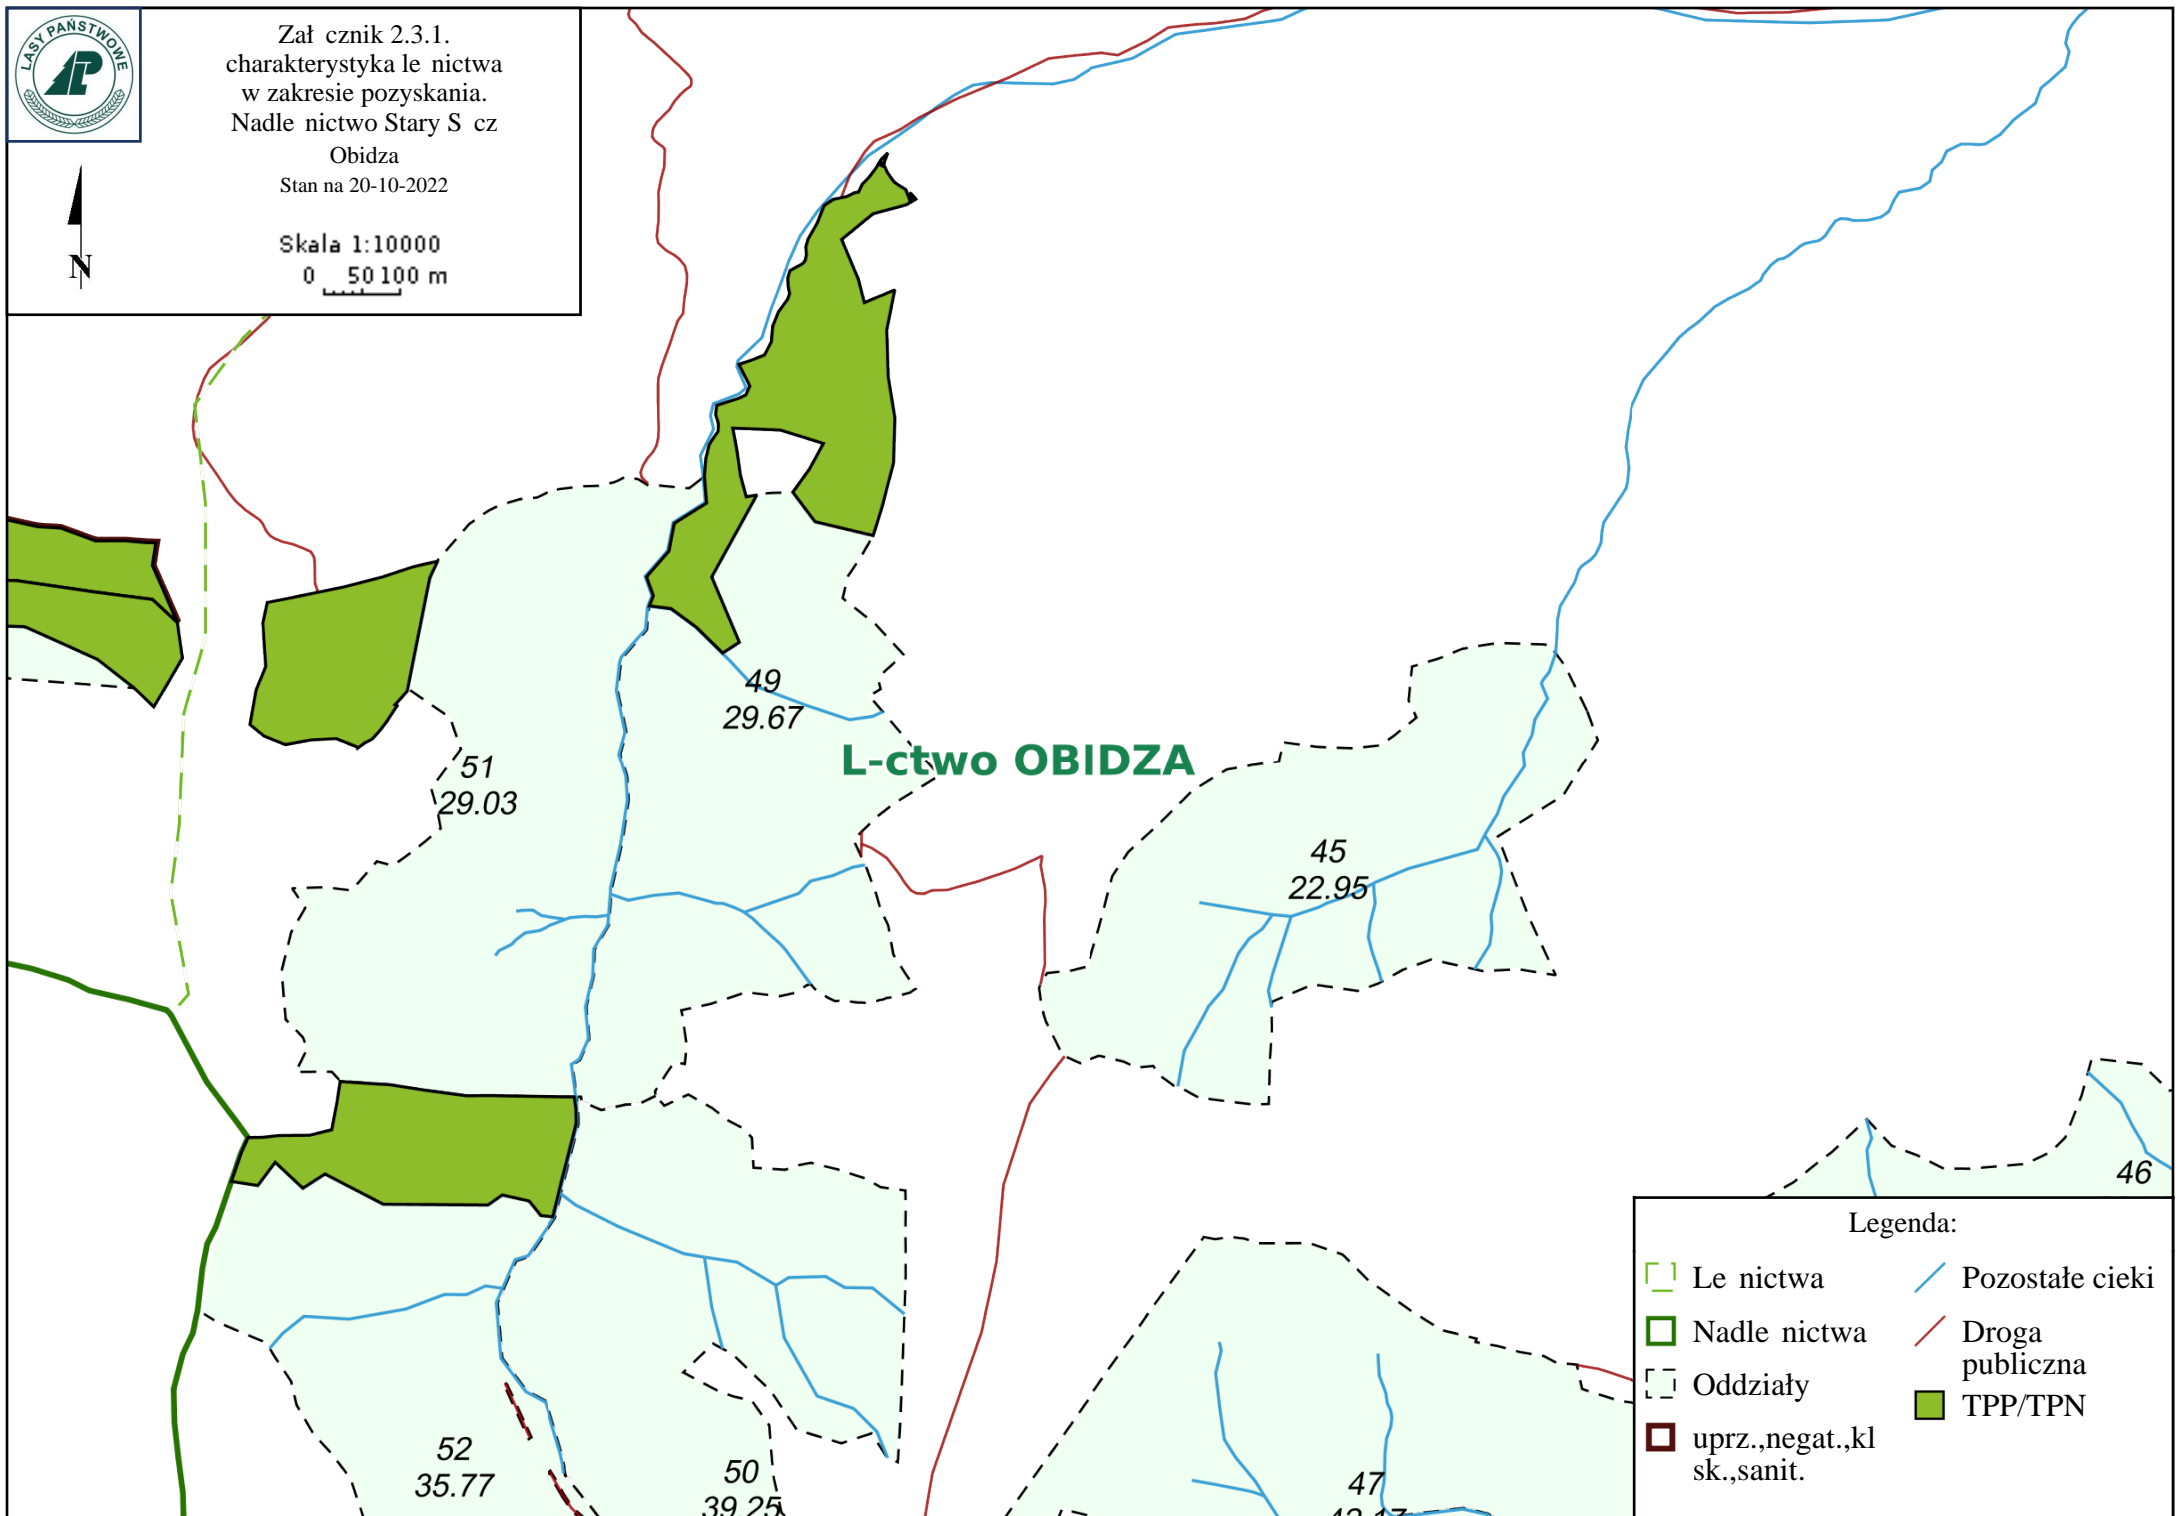 LASY PAŃSTWOWE
Zał cznik 2.3.1.
charakterystyka le nictwa
w zakresie pozyskania.
Nadle nictwo Stary S cz
Obidza
Stan na 20-10-2022
Skala 1:10000
0 50 100 m
N
49
29.67
L-ctwo OBIDZA
51
29.03
45
22.95
46
52
35.77
50
39.25
47
Legenda:
Le nictwa
Nadle nictwa
Oddziały
uprz.,negat.,kl
sk.,sanit.
Pozostałe cieki
Droga
publiczna
TPP/TPN